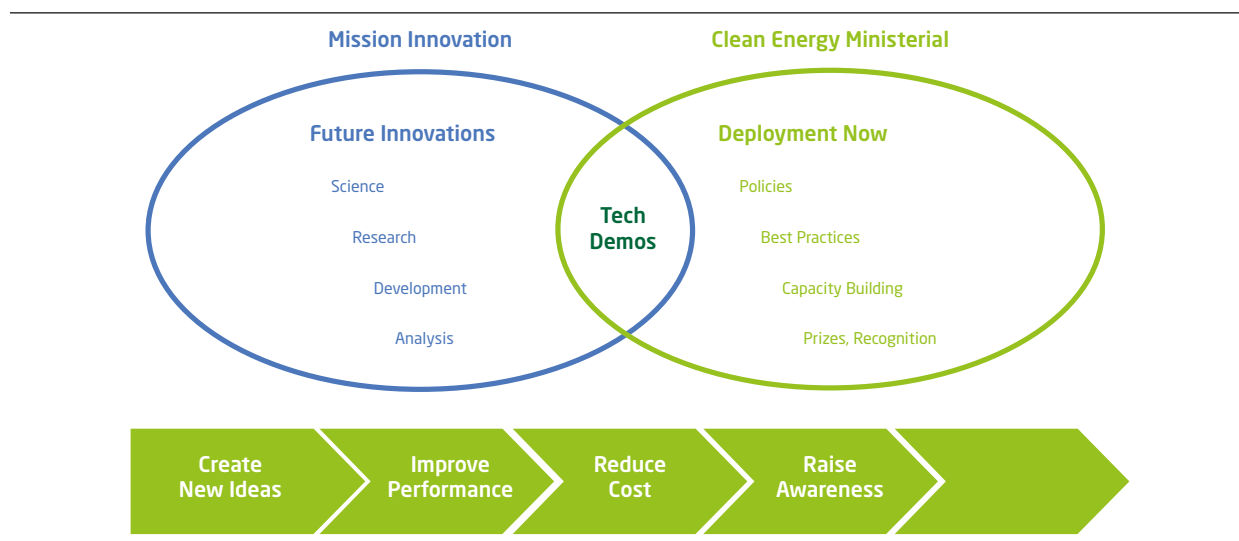 Mission Innovation
Clean Energy Ministerial
Future Innovations
Science
Research
Development
Analysis
Tech
Demos
Deployment Now
Policies
Best Practices
Capacity Building
Prizes, Recognition
Create
New Ideas
Improve
Performance
Reduce
Cost
Raise
Awareness